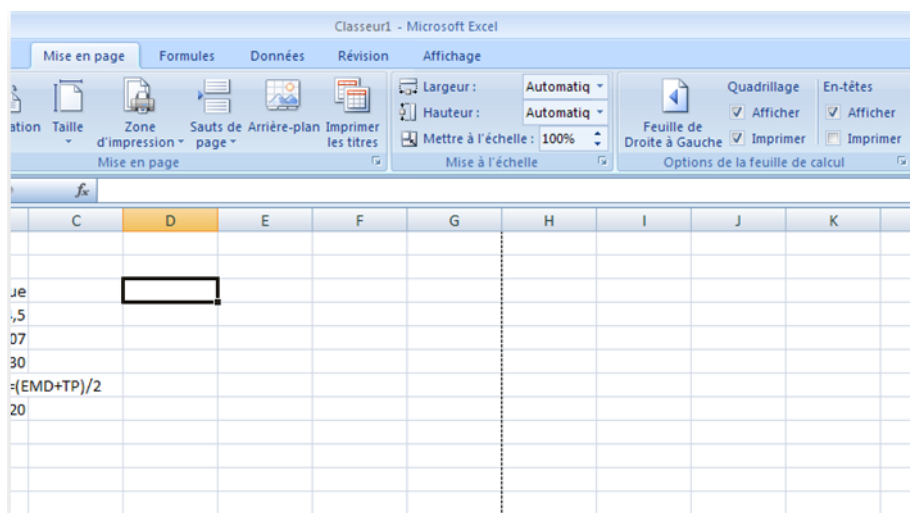 Classeur1 - Microsoft Excel
Mise en page Formules Données Révision Affichage
Largeur : Automatiq Quadrillage En-têtes
Hauteur : Automatiq Afficher Afficher
ation Taille Zone d'impression Sauts de page Arrière-plan Imprimer les titres Mettre à l'échelle : 100% Feuille de Droite à Gauche Imprimer Imprimer
Mise en page Mise à l'échelle Options de la feuille de calcul
fx
C D E F G H I J K
ue
,5
07
30
=(EMD+TP)/2
20